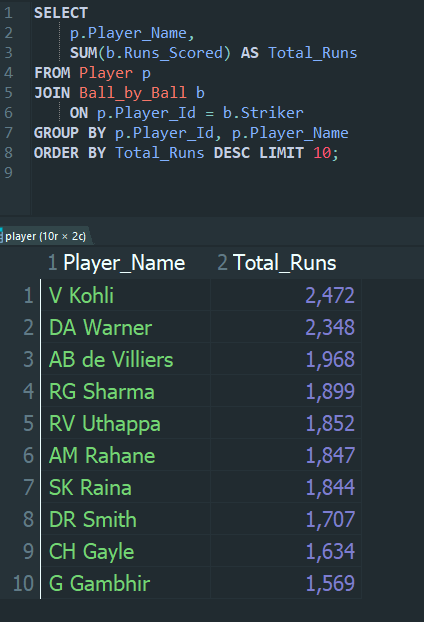 1 SELECT
2 p.Player_Name,
3 SUM(b.Runs_Scored) AS Total_Runs
4 FROM Player p
5 JOIN Ball_by_Ball b
6 ON p.Player_Id = b.Striker
7 GROUP BY p.Player_Id, p.Player_Name
8 ORDER BY Total_Runs DESC LIMIT 10;
9
player (10r × 2c)
1 Player_Name 2 Total_Runs
1 V Kohli 2,472
2 DA Warner 2,348
3 AB de Villiers 1,968
4 RG Sharma 1,899
5 RV Uthappa 1,852
6 AM Rahane 1,847
7 SK Raina 1,844
8 DR Smith 1,707
9 CH Gayle 1,634
10 G Gambhir 1,569